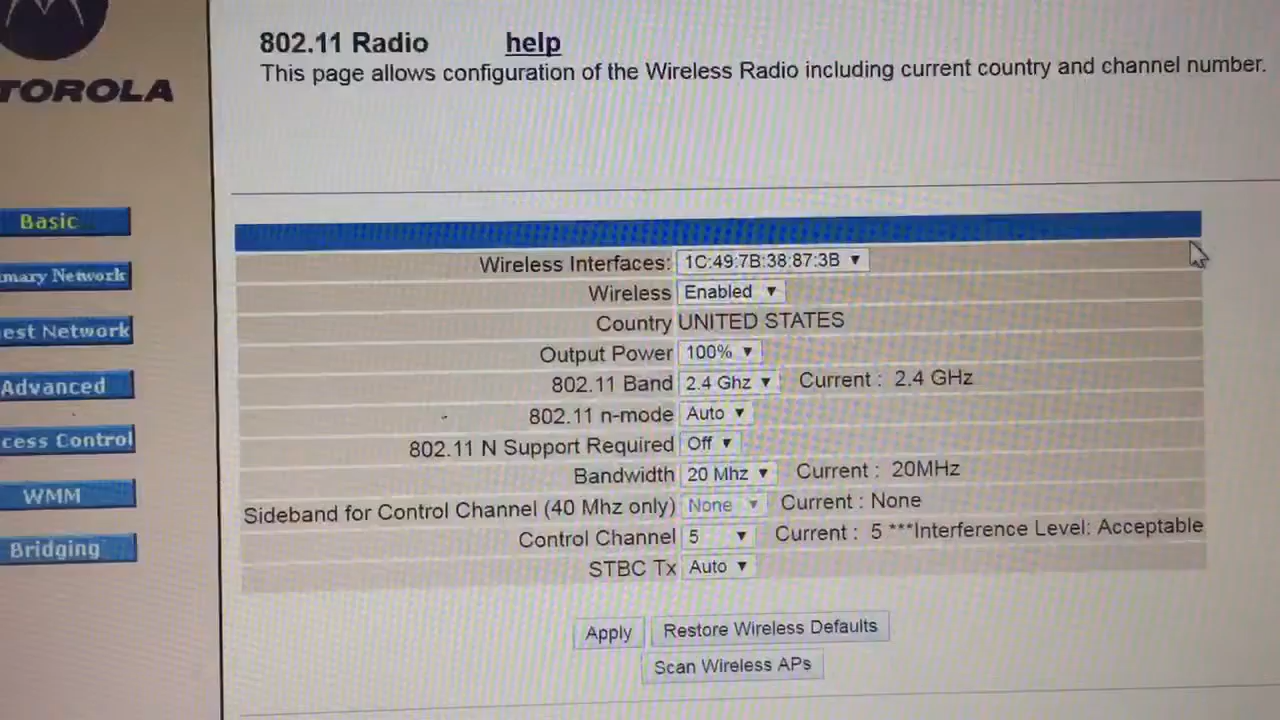 802.11 Radio help
This page allows configuration of the Wireless Radio including current country and channel number.
TOROLA
Basic
mary Network
est Network
Advanced
cess Control
WMM
Bridging
Wireless Interfaces: 1C:49:7B:38:87:3B
Wireless Enabled
Country UNITED STATES
Output Power 100%
802.11 Band 2.4 Ghz Current : 2.4 GHz
802.11 n-mode Auto
802.11 N Support Required Off
Bandwidth 20 Mhz Current : 20MHz
Sideband for Control Channel (40 Mhz only) None Current : None
Control Channel 5 Current : 5 ***Interference Level: Acceptable
STBC Tx Auto
Apply Restore Wireless Defaults
Scan Wireless APs